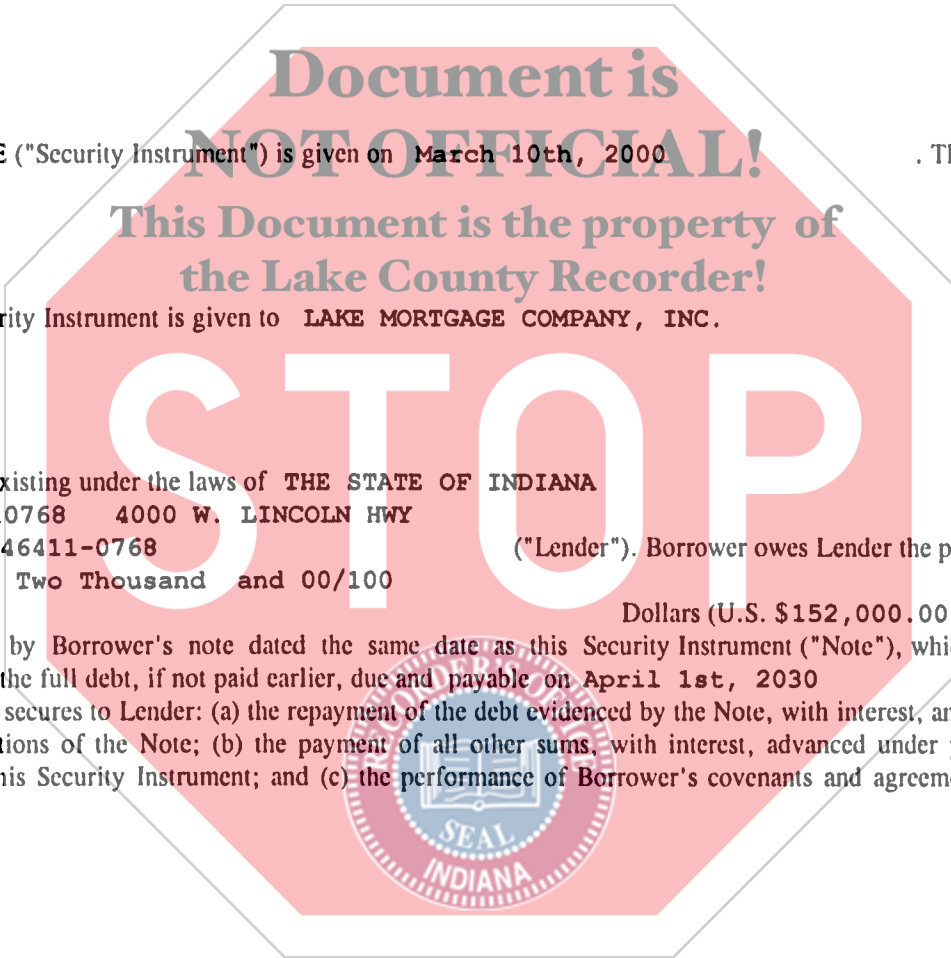 Document is
E ("Security Instrument") is given on March 10th, 2000 . Th
NOT OFFICIAL!
This Document is the property of
the Lake County Recorder!
rity Instrument is given to LAKE MORTGAGE COMPANY, INC.
STOP
xisting under the laws of THE STATE OF INDIANA
0768 4000 W. LINCOLN HWY
46411-0768 ("Lender"). Borrower owes Lender the p
Two Thousand and 00/100
Dollars (U.S. $152,000.00
by Borrower's note dated the same date as this Security Instrument ("Note"), whic
the full debt, if not paid earlier, due and payable on April 1st, 2030
secures to Lender: (a) the repayment of the debt evidenced by the Note, with interest, an
tions of the Note; (b) the payment of all other sums, with interest, advanced under
his Security Instrument; and (c) the performance of Borrower's covenants and agreem
RECORDER'S OFFICE
SEAL
INDIANA